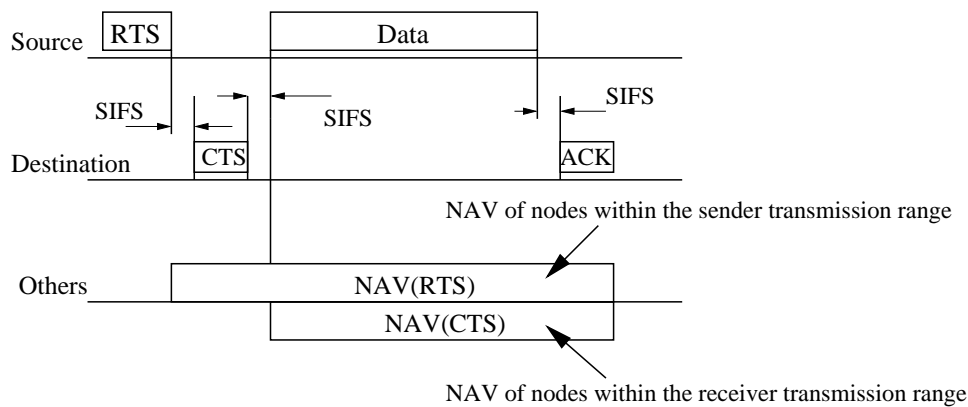 RTS
Data
Source
SIFS
SIFS
SIFS
CTS
ACK
Destination
NAV of nodes within the sender transmission range
Others
NAV(RTS)
NAV(CTS)
NAV of nodes within the receiver transmission range